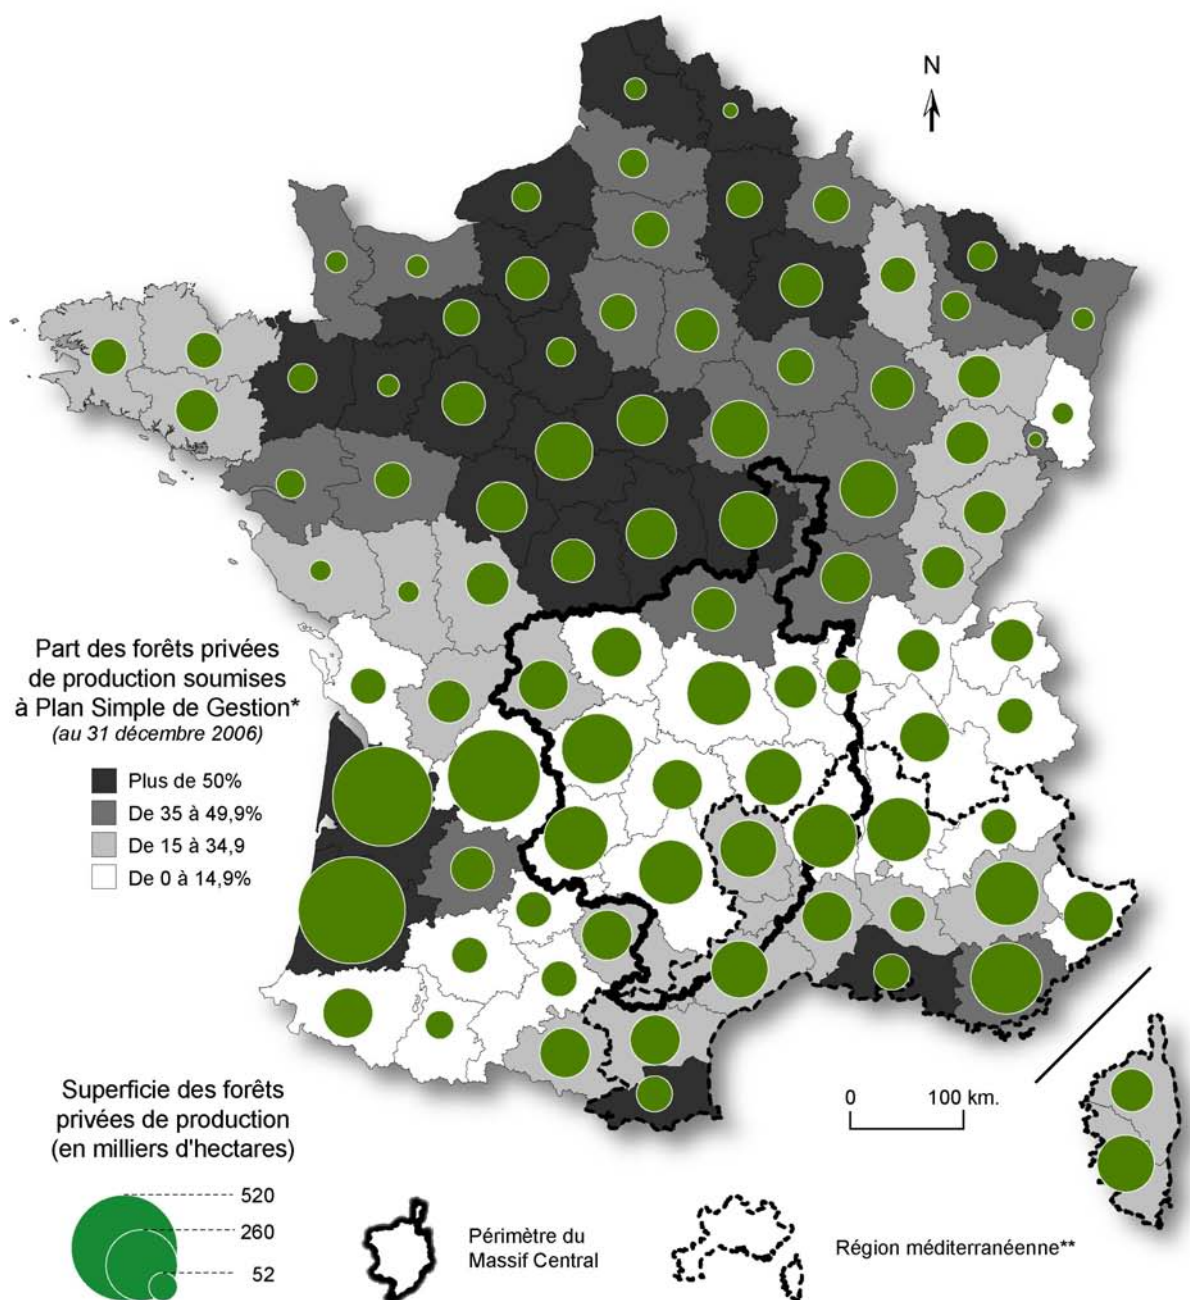 N
Part des forêts privées
de production soumises
à Plan Simple de Gestion*
(au 31 décembre 2006)
Plus de 50%
De 35 à 49,9%
De 15 à 34,9
De 0 à 14,9%
Superficie des forêts
privées de production
(en milliers d'hectares)
520
260
52
Périmètre du
Massif Central
Région méditerranéenne**
0 100 km.